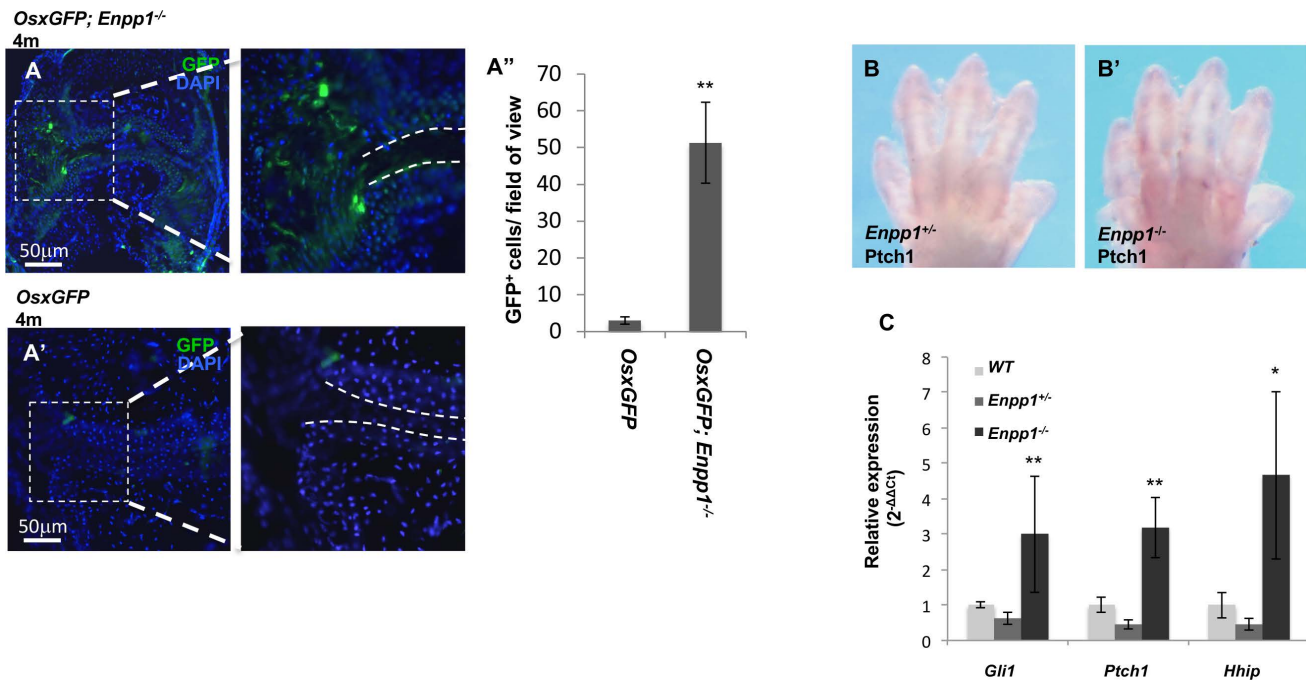 OsxGFP; Enpp1-/-
4m
A
GFP
DAPI
50μm
OsxGFP
4m
A'
GFP
DAPI
50μm
A''
GFP+ cells/ field of view
70
60
50
40
30
20
10
0
**
OsxGFP
OsxGFP; Enpp1-/-
B
Enpp1+/-
Ptch1
B'
Enpp1-/-
Ptch1
C
Relative expression
(2-ΔΔCt)
8
7
6
5
4
3
2
1
0
WT
Enpp1+/-
Enpp1-/-
**
**
*
Gli1
Ptch1
Hhip